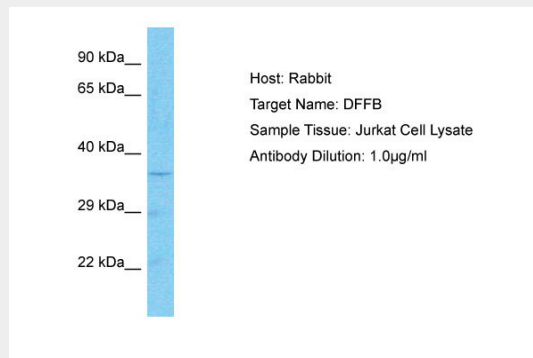 90 kDa__
65 kDa__
Host: Rabbit
Target Name: DFFB
Sample Tissue: Jurkat Cell Lysate
40 kDa__
Antibody Dilution: 1.0µg/ml
29 kDa__
22 kDa__